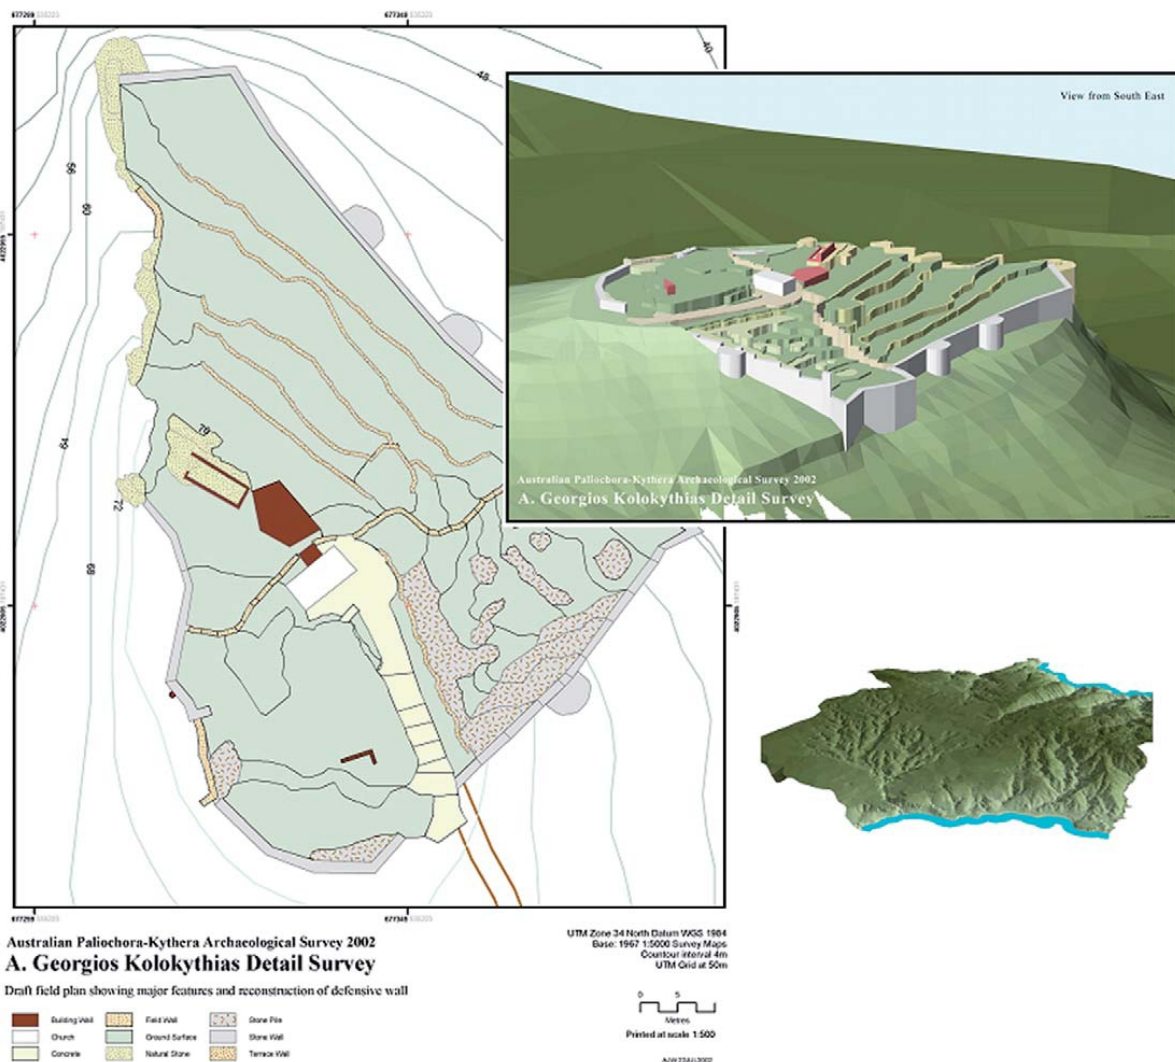 677299
677349
48
40
56
60
64
72
68
76
View from South East
Australian Paliochora-Kythera Archaeological Survey 2002
A. Georgios Kolokythias Detail Survey
Australian Paliochora-Kythera Archaeological Survey 2002
A. Georgios Kolokythias Detail Survey
Draft field plan showing major features and reconstruction of defensive wall
UTM Zone 34 North Datum WGS 1984
Base: 1967 1:5000 Survey Maps
Countour interval 4m
UTM Grid at 50m
0 5
Metres
Printed at scale 1:500
Building Wall
Field Wall
Stone Pile
Church
Ground Surface
Stone Wall
Concrete
Natural Stone
Terrace Wall